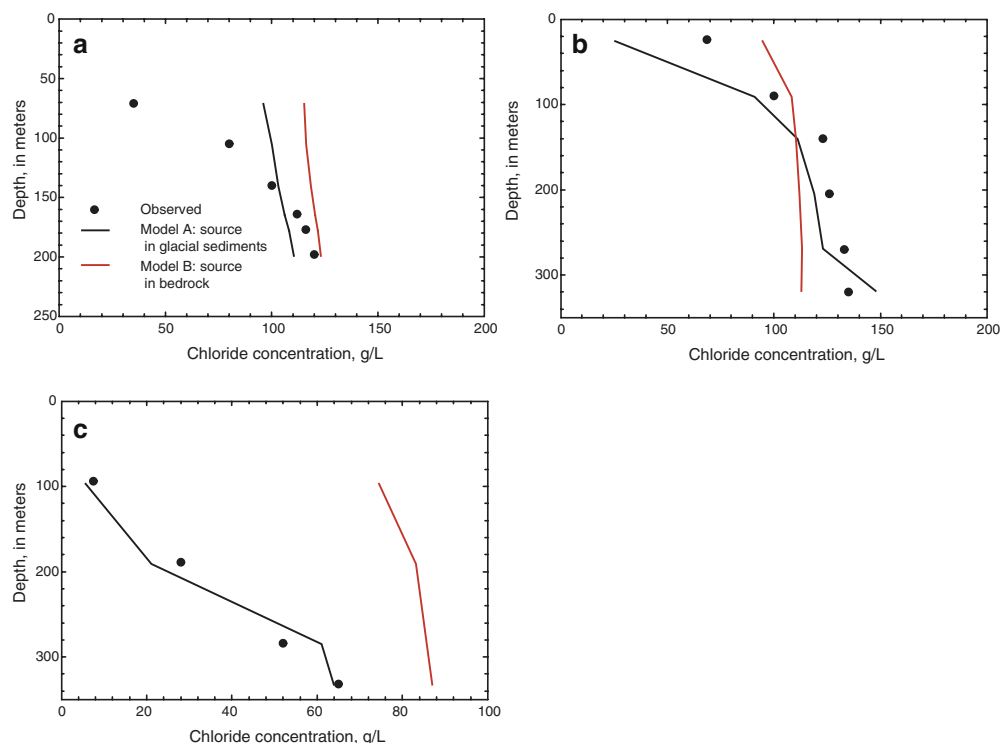 a
0
50
100
150
200
250
Depth, in meters
Observed
Model A: source
in glacial sediments
Model B: source
in bedrock
0
50
100
150
200
Chloride concentration, g/L
b
0
100
200
300
Depth, in meters
0
50
100
150
200
Chloride concentration, g/L
c
0
100
200
300
Depth, in meters
0
20
40
60
80
100
Chloride concentration, g/L